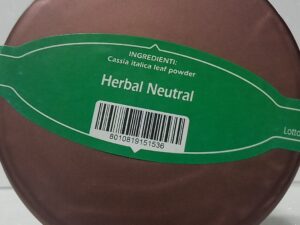 INGREDIENTI:
Cassia italica leaf powder
Herbal Neutral
8010819151536
Lotto